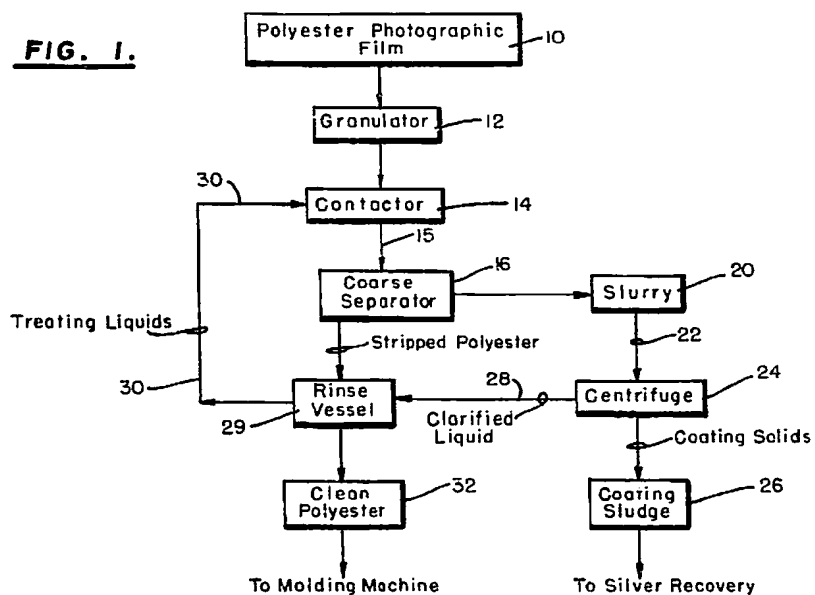 FIG. 1.
Polyester Photographic
Film
10
Granulator
12
30
Contactor
14
15
16
Coarse
Separator
20
Slurry
Treating Liquids
Stripped Polyester
22
30
Rinse
Vessel
29
28
Clarified
Liquid
Centrifuge
24
Coating Solids
Clean
Polyester
32
Coating
Sludge
26
To Molding Machine
To Silver Recovery